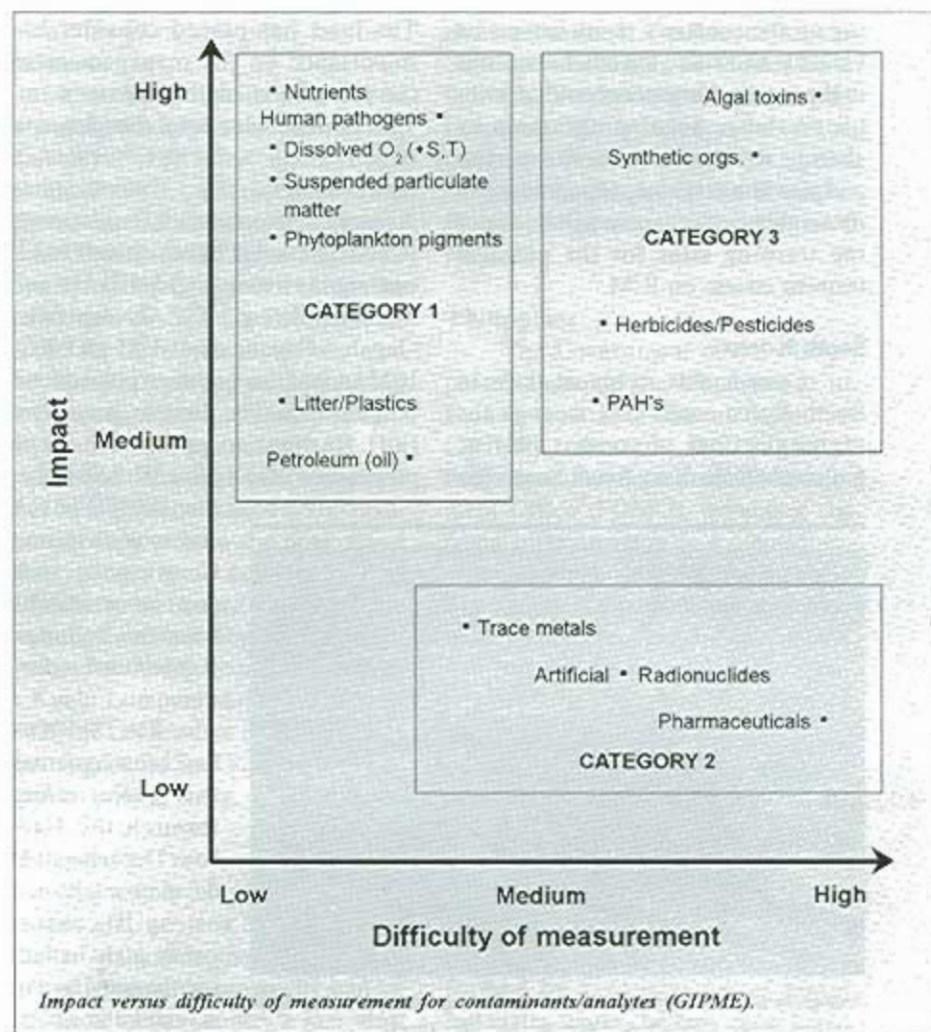 High
• Nutrients
Human pathogens •
• Dissolved O₂ (+S,T)
• Suspended particulate
matter
• Phytoplankton pigments
CATEGORY 1
• Litter/Plastics
Petroleum (oil) •
Algal toxins •
Synthetic orgs. •
CATEGORY 3
• Herbicides/Pesticides
• PAH's
Impact
Medium
• Trace metals
Artificial • Radionuclides
Pharmaceuticals •
CATEGORY 2
Low
Low Medium High
Difficulty of measurement
Impact versus difficulty of measurement for contaminants/analytes (GIPME).